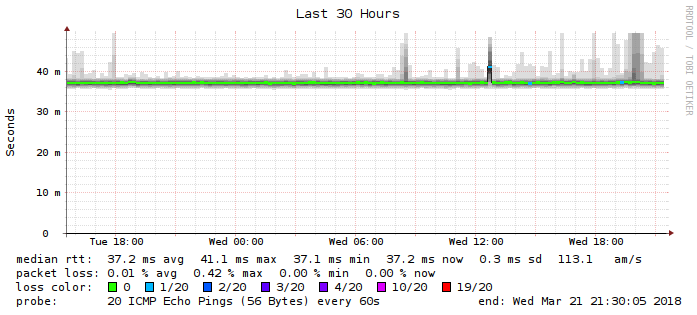 Last 30 Hours
RRDTOOL / TOBI OETIKER
Seconds
40 m
30 m
20 m
10 m
0
Tue 18:00 Wed 00:00 Wed 06:00 Wed 12:00 Wed 18:00
median rtt: 37.2 ms avg 41.1 ms max 37.1 ms min 37.2 ms now 0.3 ms sd 113.1 am/s
packet loss: 0.01 % avg 0.42 % max 0.00 % min 0.00 % now
loss color: 0 1/20 2/20 3/20 4/20 10/20 19/20
probe: 20 ICMP Echo Pings (56 Bytes) every 60s end: Wed Mar 21 21:30:05 2018